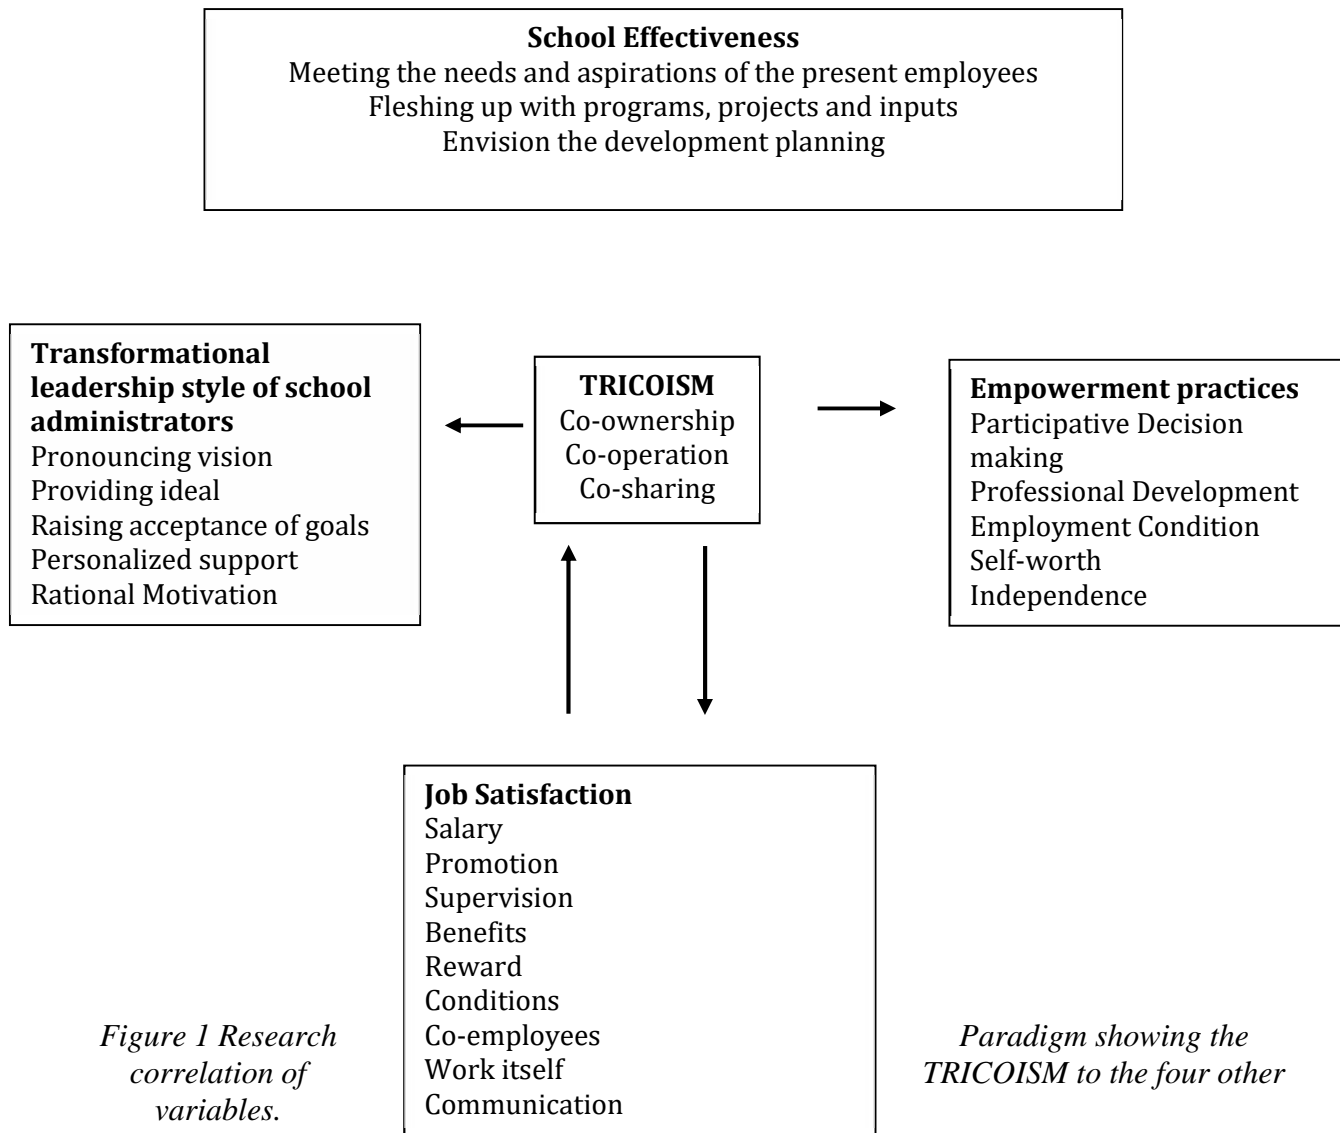 School Effectiveness
Meeting the needs and aspirations of the present employees
Fleshing up with programs, projects and inputs
Envision the development planning
Transformational
leadership style of school
administrators
Pronouncing vision
Providing ideal
Raising acceptance of goals
Personalized support
Rational Motivation
TRICOISM
Co-ownership
Co-operation
Co-sharing
Empowerment practices
Participative Decision
making
Professional Development
Employment Condition
Self-worth
Independence
Job Satisfaction
Salary
Promotion
Supervision
Benefits
Reward
Conditions
Co-employees
Work itself
Communication
Figure 1 Research
correlation of
variables.
Paradigm showing the
TRICOISM to the four other